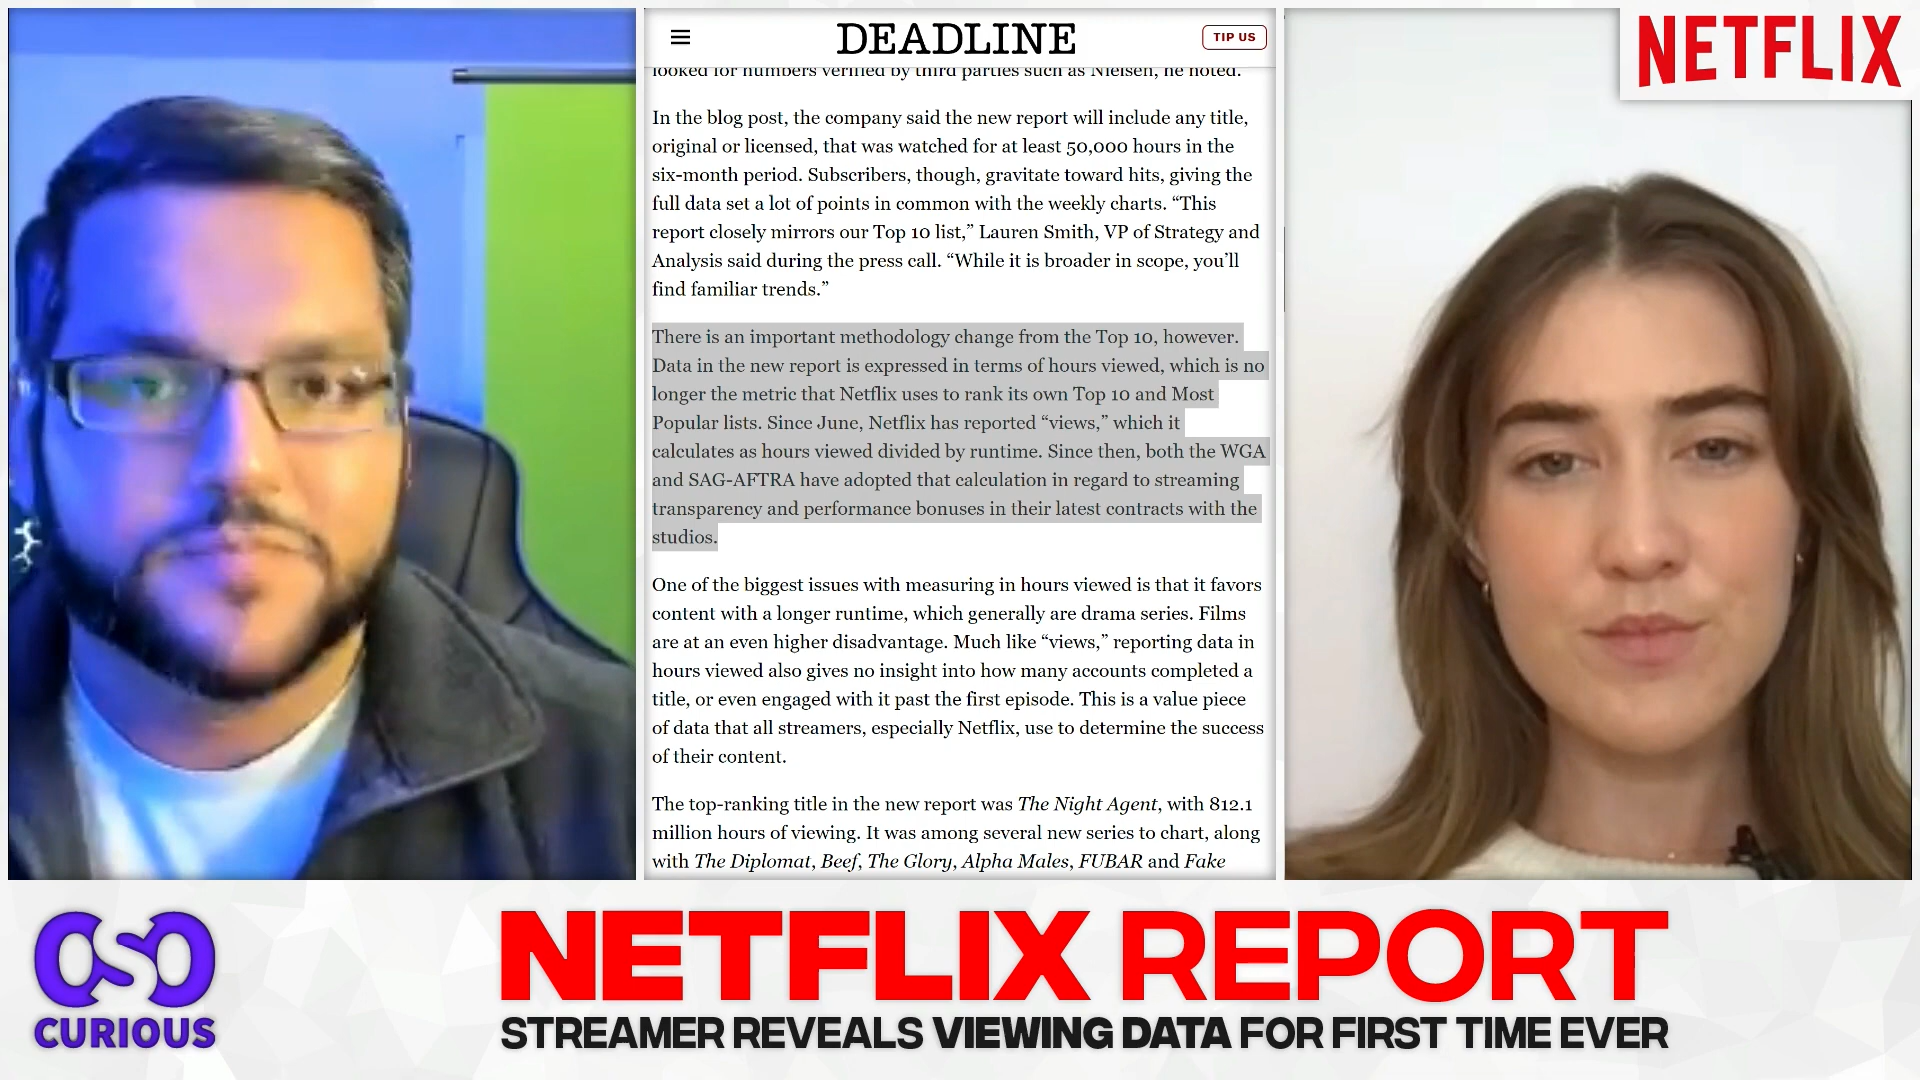 DEADLINE
TIP US
looked for numbers verified by third parties such as Nielsen, he noted.
In the blog post, the company said the new report will include any title,
original or licensed, that was watched for at least 50,000 hours in the
six-month period. Subscribers, though, gravitate toward hits, giving the
full data set a lot of points in common with the weekly charts. “This
report closely mirrors our Top 10 list,” Lauren Smith, VP of Strategy and
Analysis said during the press call. “While it is broader in scope, you’ll
find familiar trends.”
There is an important methodology change from the Top 10, however.
Data in the new report is expressed in terms of hours viewed, which is no
longer the metric that Netflix uses to rank its own Top 10 and Most
Popular lists. Since June, Netflix has reported “views,” which it
calculates as hours viewed divided by runtime. Since then, both the WGA
and SAG-AFTRA have adopted that calculation in regard to streaming
transparency and performance bonuses in their latest contracts with the
studios.
One of the biggest issues with measuring in hours viewed is that it favors
content with a longer runtime, which generally are drama series. Films
are at an even higher disadvantage. Much like “views,” reporting data in
hours viewed also gives no insight into how many accounts completed a
title, or even engaged with it past the first episode. This is a value piece
of data that all streamers, especially Netflix, use to determine the success
of their content.
The top-ranking title in the new report was The Night Agent, with 812.1
million hours of viewing. It was among several new series to chart, along
with The Diplomat, Beef, The Glory, Alpha Males, FUBAR and Fake
NETFLIX
CSO
CURIOUS
NETFLIX REPORT
STREAMER REVEALS VIEWING DATA FOR FIRST TIME EVER